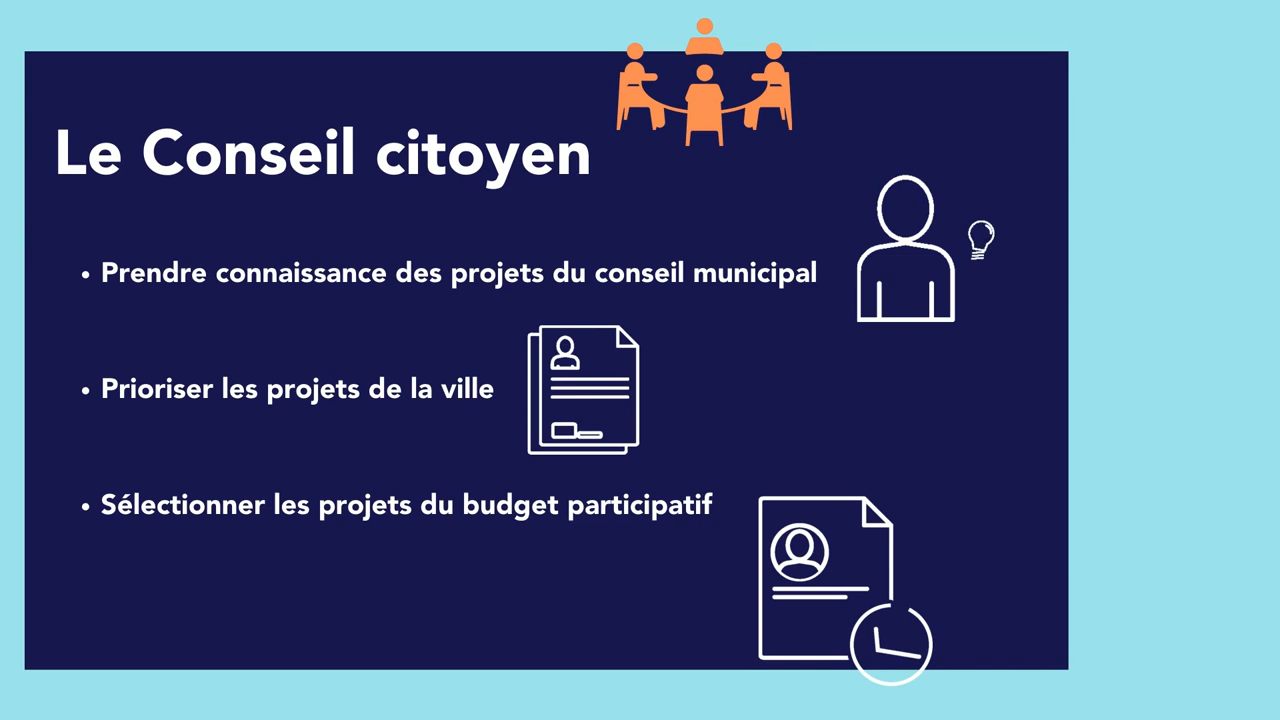 Le Conseil citoyen
• Prendre connaissance des projets du conseil municipal
• Prioriser les projets de la ville
• Sélectionner les projets du budget participatif